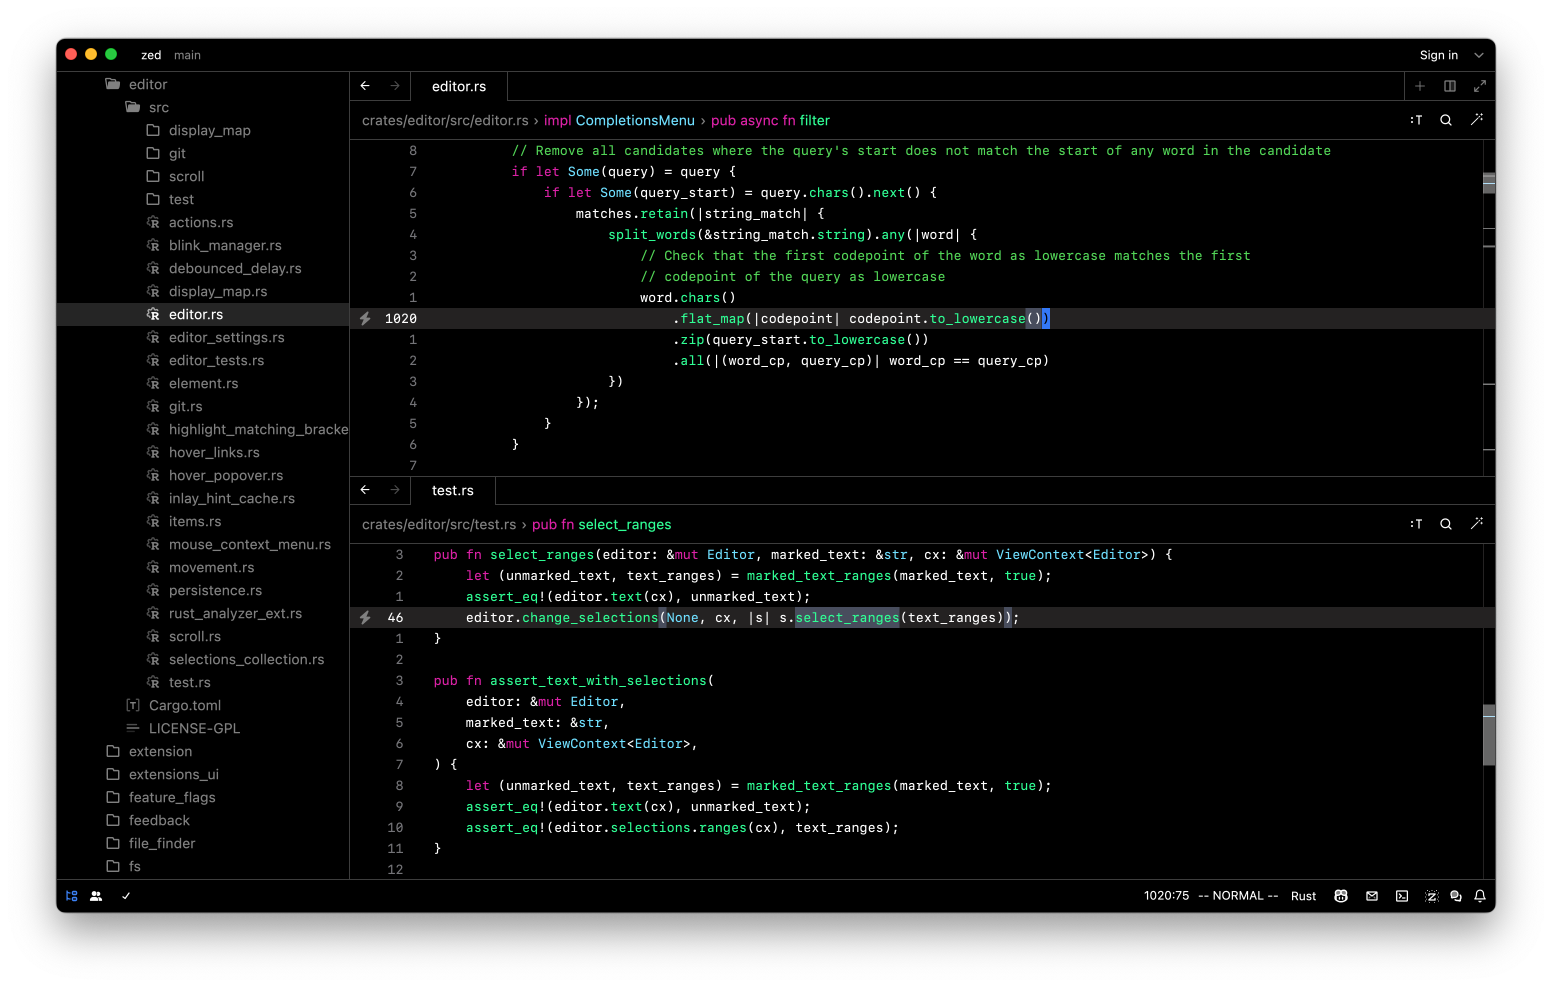 zed main
Sign in
editor
src
display_map
git
scroll
test
actions.rs
blink_manager.rs
debounced_delay.rs
display_map.rs
editor.rs
editor_settings.rs
editor_tests.rs
element.rs
git.rs
highlight_matching_bracke
hover_links.rs
hover_popover.rs
inlay_hint_cache.rs
items.rs
mouse_context_menu.rs
movement.rs
persistence.rs
rust_analyzer_ext.rs
scroll.rs
selections_collection.rs
test.rs
Cargo.toml
LICENSE-GPL
extension
extensions_ui
feature_flags
feedback
file_finder
fs
editor.rs
crates/editor/src/editor.rs › impl CompletionsMenu › pub async fn filter
:T
8 // Remove all candidates where the query's start does not match the start of any word in the candidate
7 if let Some(query) = query {
6 if let Some(query_start) = query.chars().next() {
5 matches.retain(|string_match| {
4 split_words(&string_match.string).any(|word| {
3 // Check that the first codepoint of the word as lowercase matches the first
2 // codepoint of the query as lowercase
1 word.chars()
1020 .flat_map(|codepoint| codepoint.to_lowercase())
1 .zip(query_start.to_lowercase())
2 .all(|(word_cp, query_cp)| word_cp == query_cp)
3 })
4 });
5 }
6 }
7
test.rs
crates/editor/src/test.rs › pub fn select_ranges
:T
3 pub fn select_ranges(editor: &mut Editor, marked_text: &str, cx: &mut ViewContext<Editor>) {
2 let (unmarked_text, text_ranges) = marked_text_ranges(marked_text, true);
1 assert_eq!(editor.text(cx), unmarked_text);
46 editor.change_selections(None, cx, |s| s.select_ranges(text_ranges));
1 }
2
3 pub fn assert_text_with_selections(
4 editor: &mut Editor,
5 marked_text: &str,
6 cx: &mut ViewContext<Editor>,
7 ) {
8 let (unmarked_text, text_ranges) = marked_text_ranges(marked_text, true);
9 assert_eq!(editor.text(cx), unmarked_text);
10 assert_eq!(editor.selections.ranges(cx), text_ranges);
11 }
12
1020:75 -- NORMAL -- Rust